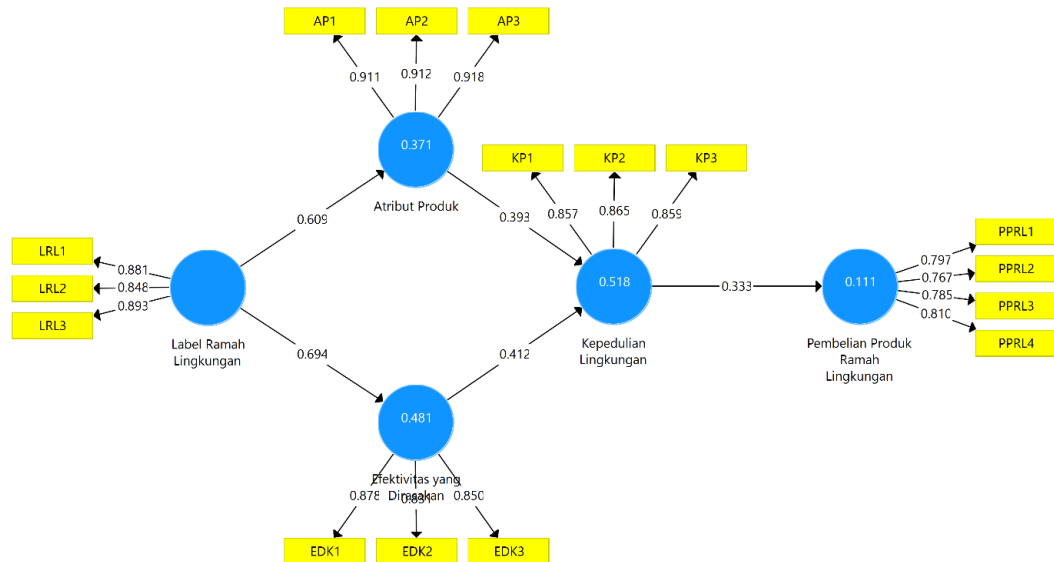 AP1
AP2
AP3
0.911
0.912
0.918
0.371
Atribut Produk
KP1
KP2
KP3
0.857
0.865
0.859
0.609
0.393
LRL1
LRL2
LRL3
0.881
0.848
0.893
Label Ramah
Lingkungan
0.518
Kepedulian
Lingkungan
0.333
0.111
Pembelian Produk
Ramah
Lingkungan
PPRL1
PPRL2
PPRL3
PPRL4
0.797
0.767
0.785
0.810
0.694
0.412
0.481
Efektivitas yang
Dirasakan
0.878
0.831
0.850
EDK1
EDK2
EDK3